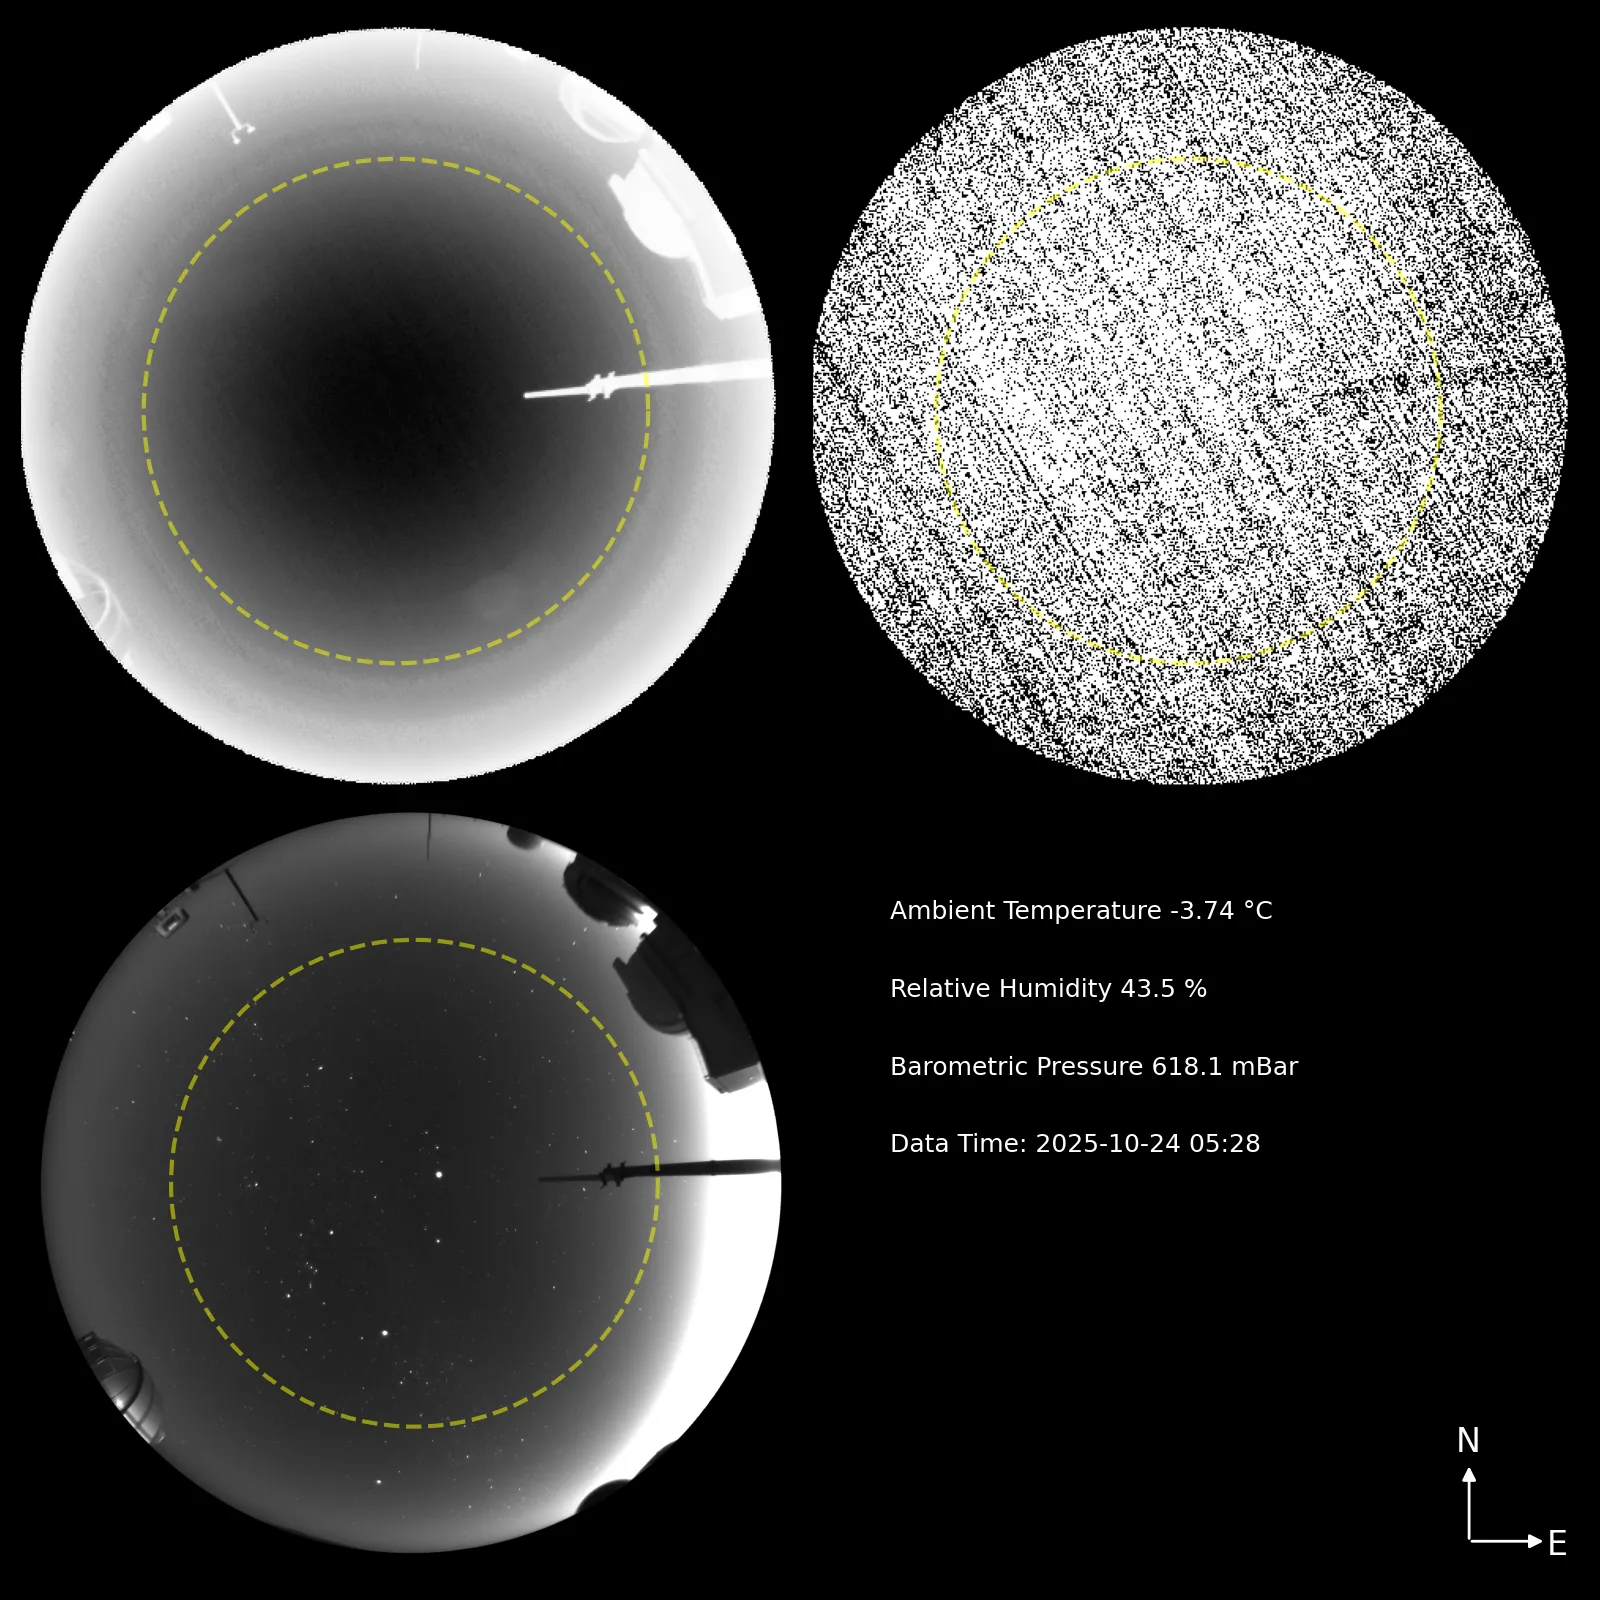 Ambient Temperature -3.74 °C
Relative Humidity 43.5 %
Barometric Pressure 618.1 mBar
Data Time: 2025-10-24 05:28
N
E